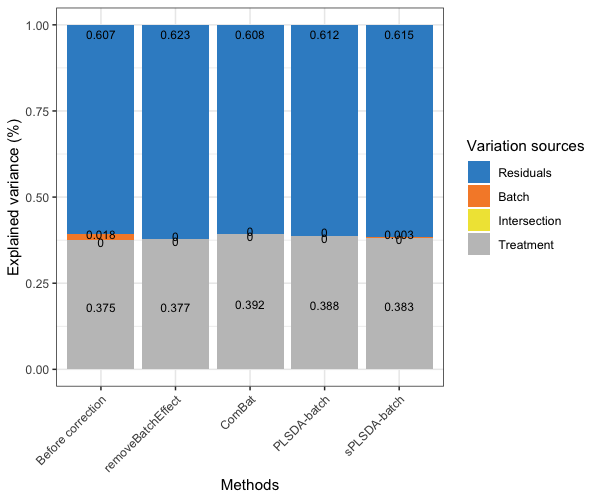 Explained variance (%)
1.00
0.75
0.50
0.25
0.00
0.607
0.623
0.608
0.612
0.615
0.018
0
0
0
0.003
0
0
0
0
0
0.375
0.377
0.392
0.388
0.383
Before correction
removeBatchEffect
ComBat
PLSDA-batch
sPLSDA-batch
Methods
Variation sources
Residuals
Batch
Intersection
Treatment